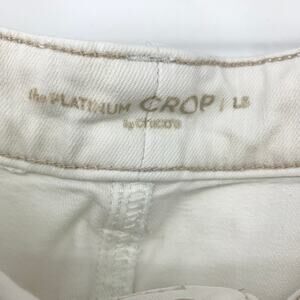 the PLATINUM CROP / LS
by Chico's